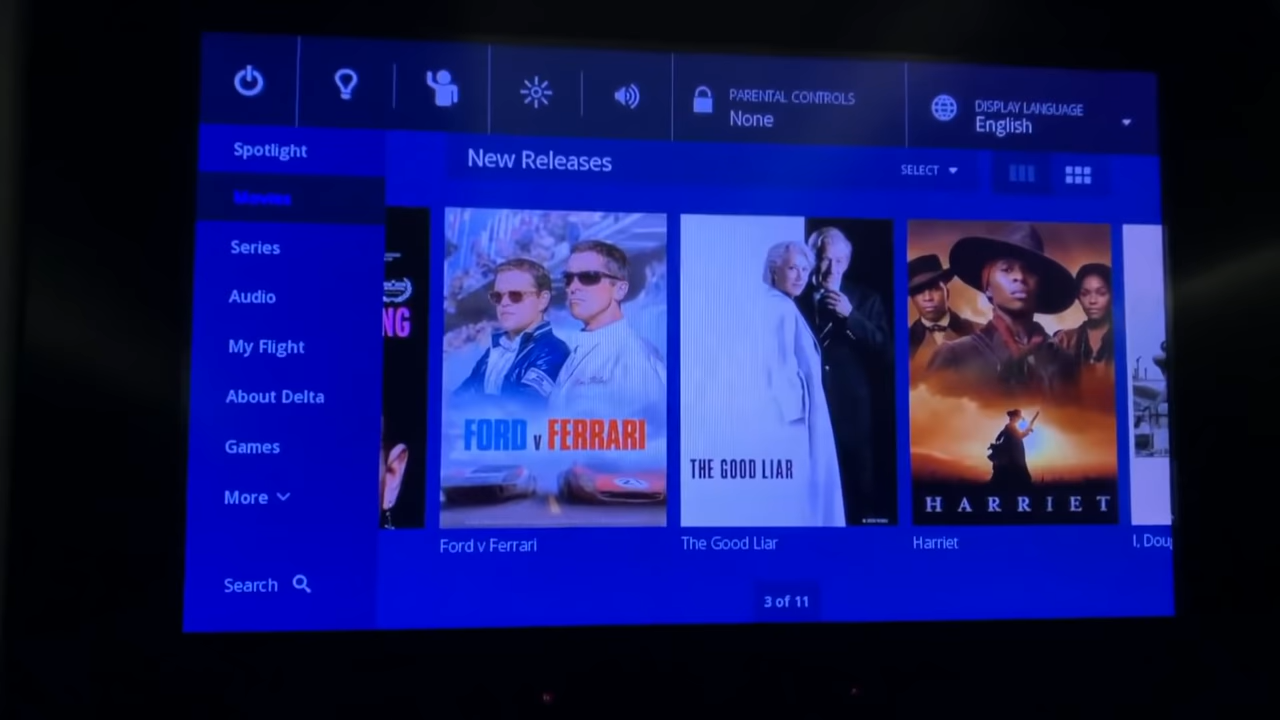 PARENTAL CONTROLS
None
DISPLAY LANGUAGE
English
Spotlight
Movies
Series
Audio
My Flight
About Delta
Games
More
Search
New Releases
SELECT
NG
FORD v FERRARI
THE GOOD LIAR
HARRIET
Ford v Ferrari
The Good Liar
Harriet
I, Dou
3 of 11